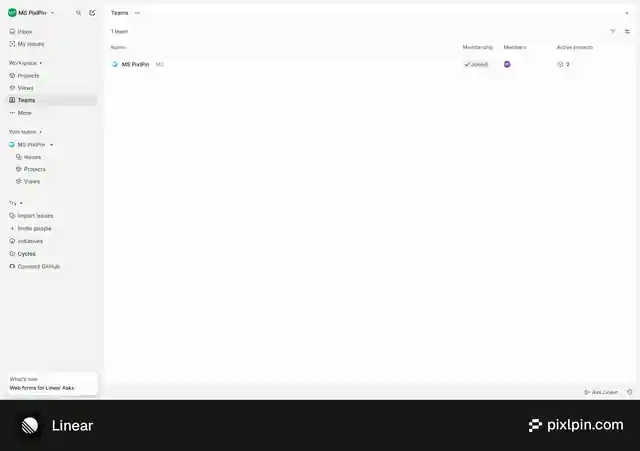 MS PixlPin
Inbox
My issues
Workspace
Projects
Views
Teams
More
Your teams
MS PixlPin
Issues
Projects
Views
Try
Import issues
Invite people
Initiatives
Cycles
Connect GitHub
What's new
Web forms for Linear Asks
Teams
1 team
Name Membership Members Active projects
MS PixlPin MS Joined 2
Ask Linear
Linear
pixlpin.com